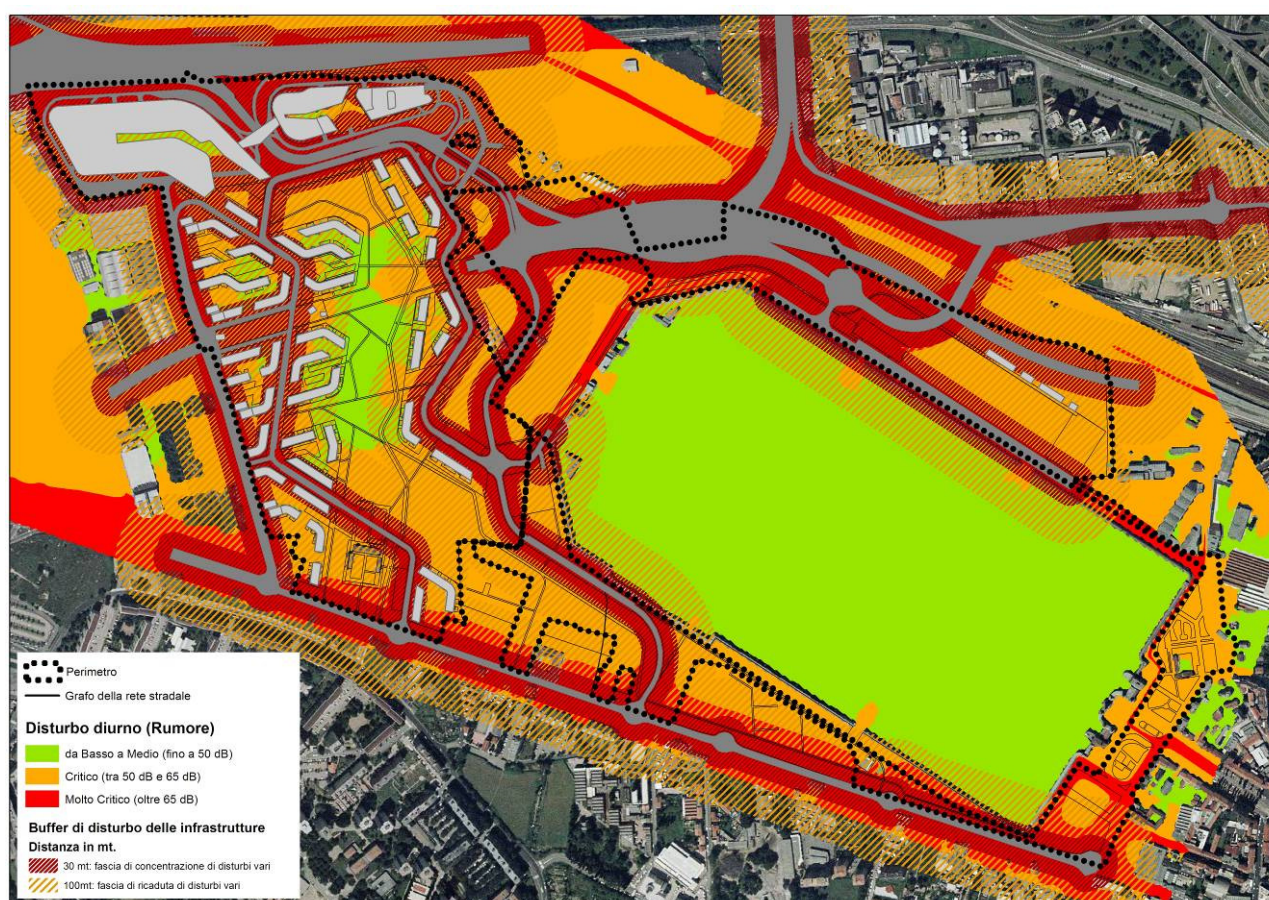 Perimetro
Grafo della rete stradale
Disturbo diurno (Rumore)
da Basso a Medio (fino a 50 dB)
Critico (tra 50 dB e 65 dB)
Molto Critico (oltre 65 dB)
Buffer di disturbo delle infrastrutture
Distanza in mt.
30 mt: fascia di concentrazione di disturbi vari
100mt: fascia di ricaduta di disturbi vari